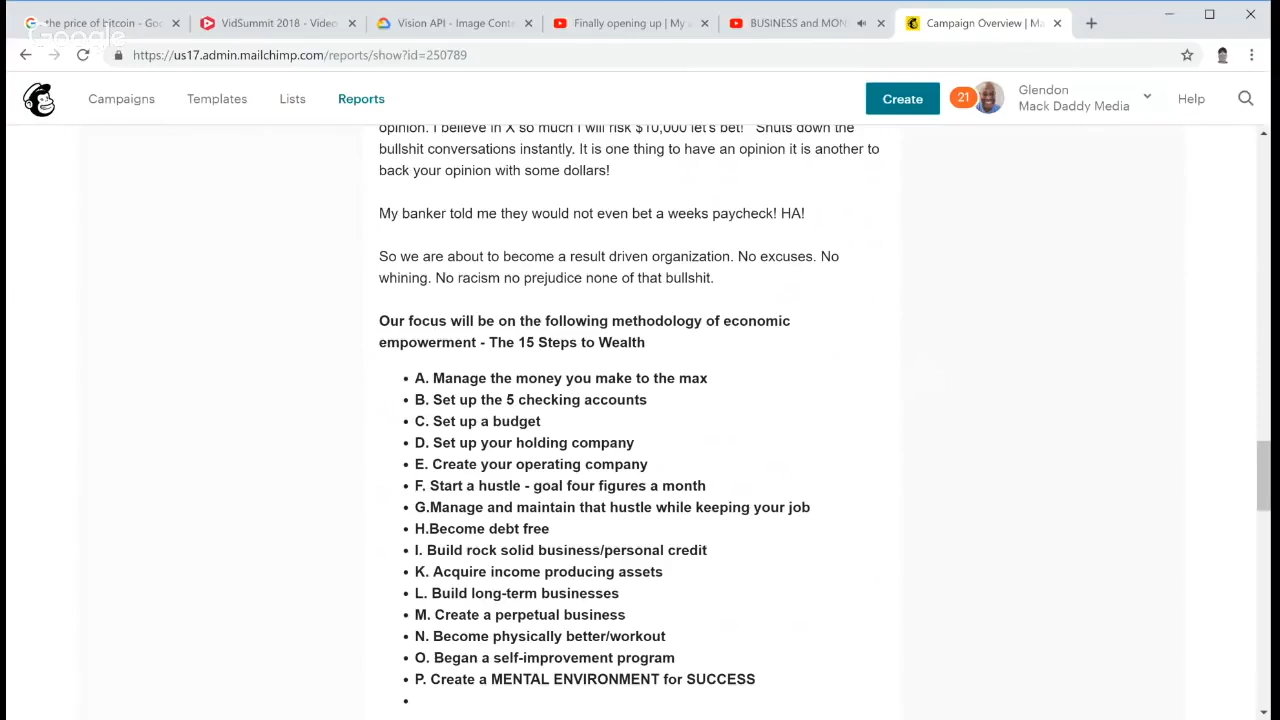 the price of bitcoin - Goo
VidSummit 2018 - Video
Vision API - Image Conte
Finally opening up | My
BUSINESS and MON
Campaign Overview | Ma
Google
https://us17.admin.mailchimp.com/reports/show?id=250789
Campaigns
Templates
Lists
Reports
Create
21
Glendon
Mack Daddy Media
Help
opinion. I believe in X so much I will risk $10,000 let's bet!" Shuts down the
bullshit conversations instantly. It is one thing to have an opinion it is another to
back your opinion with some dollars!
My banker told me they would not even bet a weeks paycheck! HA!
So we are about to become a result driven organization. No excuses. No
whining. No racism no prejudice none of that bullshit.
Our focus will be on the following methodology of economic
empowerment - The 15 Steps to Wealth
• A. Manage the money you make to the max
• B. Set up the 5 checking accounts
• C. Set up a budget
• D. Set up your holding company
• E. Create your operating company
• F. Start a hustle - goal four figures a month
• G.Manage and maintain that hustle while keeping your job
• H.Become debt free
• I. Build rock solid business/personal credit
• K. Acquire income producing assets
• L. Build long-term businesses
• M. Create a perpetual business
• N. Become physically better/workout
• O. Began a self-improvement program
• P. Create a MENTAL ENVIRONMENT for SUCCESS
•